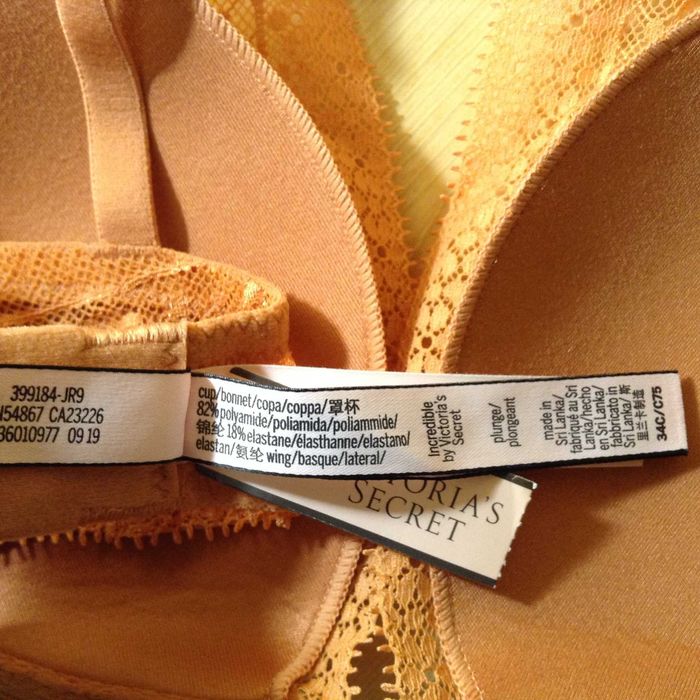 399184-JR9
54867 CA23226
36010977 09 19
cup/bonnet/copa/coppa/罩杯
82% polyamide/poliamida/poliammide/
锦纶 18% elastane/élasthanne/elastano/
elastan/氨纶 wing/basque/lateral/
Incredible
by Victoria's
Secret
plunge/
plongeant
made in
Sri Lanka/
fabriqué au Sri
Lanka/hecho
en Sri Lanka/
fabbricato in
Sri Lanka/ 斯
里兰卡制造
34C/C75
VICTORIA'S
SECRET